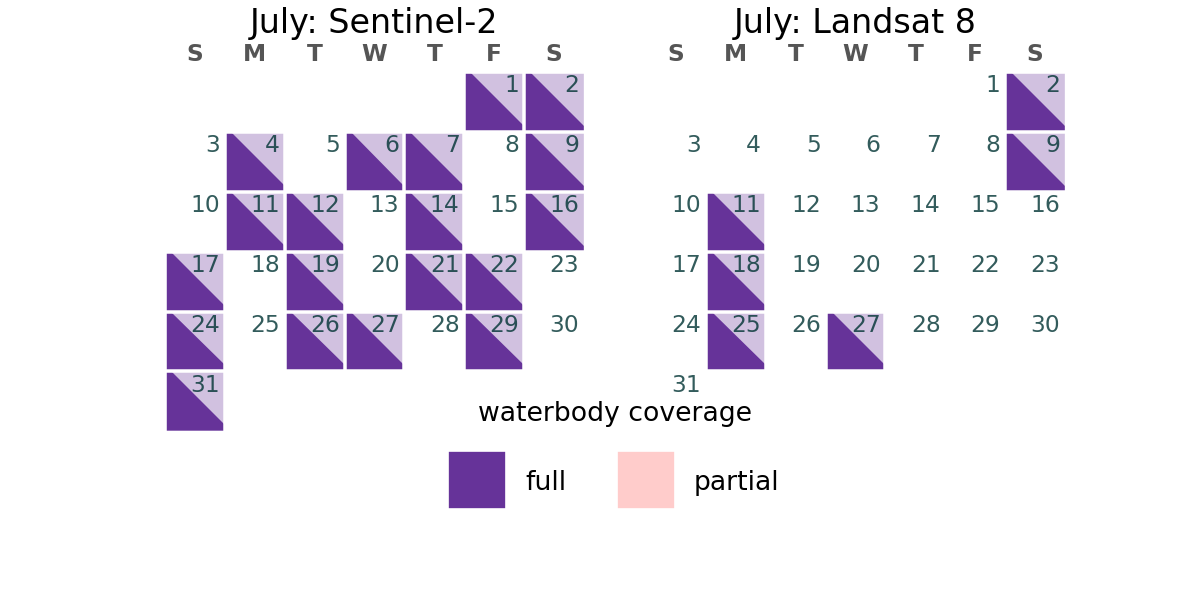 July: Sentinel-2
S M T W T F S
1 2
3 4 5 6 7 8 9
10 11 12 13 14 15 16
17 18 19 20 21 22 23
24 25 26 27 28 29 30
31
July: Landsat 8
S M T W T F S
1 2
3 4 5 6 7 8 9
10 11 12 13 14 15 16
17 18 19 20 21 22 23
24 25 26 27 28 29 30
31
waterbody coverage
full
partial